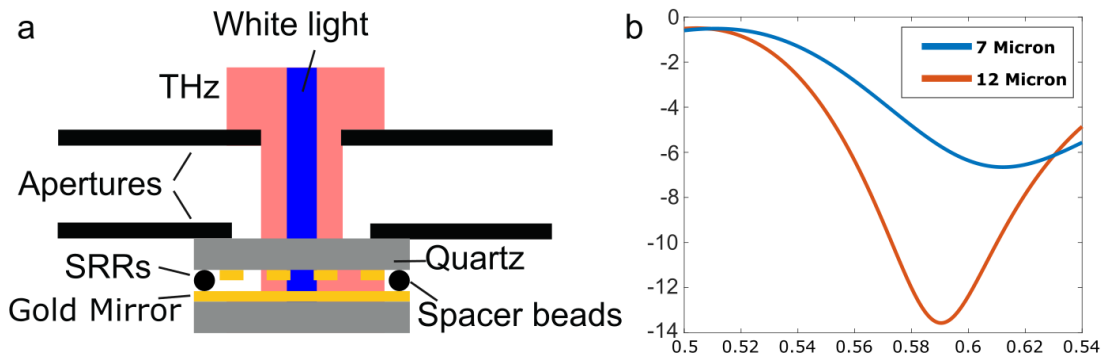 a
White light
THz
Apertures
SRRs
Quartz
Gold Mirror
Spacer beads
b
7 Micron
12 Micron
0
-2
-4
-6
-8
-10
-12
-14
0.5 0.52 0.54 0.56 0.58 0.60 0.62 0.54